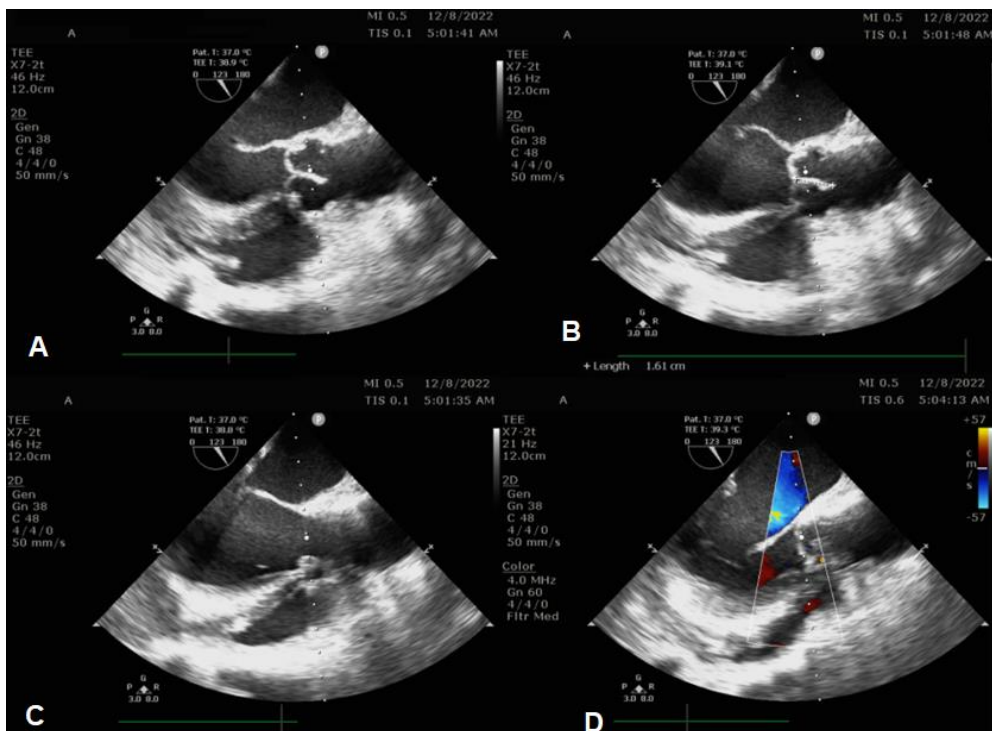 MI 0.5 12/8/2022
A TIS 0.1 5:01:41 AM
TEE
X7-2t
46 Hz
12.0cm
2D
Gen
Gn 38
C 48
4/4/0
50 mm/s
Pat. T: 37.0 °C
TEE T: 38.9 °C
0 123 180
P
G
P R
3.0 8.0
A
MI 0.5 12/8/2022
A TIS 0.1 5:01:48 AM
TEE
X7-2t
46 Hz
12.0cm
2D
Gen
Gn 38
C 48
4/4/0
50 mm/s
Pat. T: 37.0 °C
TEE T: 39.1 °C
0 123 180
P
G
P R
3.0 8.0
B
+ Length 1.61 cm
MI 0.5 12/8/2022
A TIS 0.1 5:01:35 AM
TEE
X7-2t
46 Hz
12.0cm
2D
Gen
Gn 38
C 48
4/4/0
50 mm/s
Pat. T: 37.0 °C
TEE T: 38.8 °C
0 123 180
P
G
P R
3.0 8.0
C
MI 0.5 12/8/2022
A TIS 0.6 5:04:13 AM
TEE
X7-2t
21 Hz
12.0cm
2D
Gen
Gn 38
C 48
4/4/0
50 mm/s
Color
4.0 MHz
Gn 60
4/4/0
Fltr Med
Pat. T: 37.0 °C
TEE T: 39.3 °C
0 123 180
P
+57
c
m
/
s
-57
G
P R
3.0 8.0
D